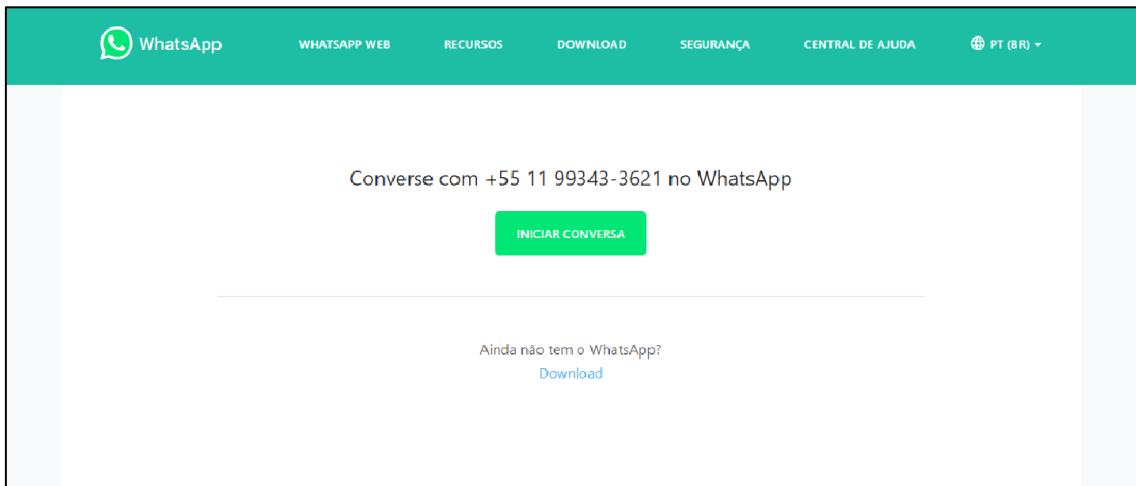 WhatsApp
WHATSAPP WEB RECURSOS DOWNLOAD SEGURANÇA CENTRAL DE AJUDA PT (BR)
Converse com +55 11 99343-3621 no WhatsApp
INICIAR CONVERSA
Ainda não tem o WhatsApp?
Download